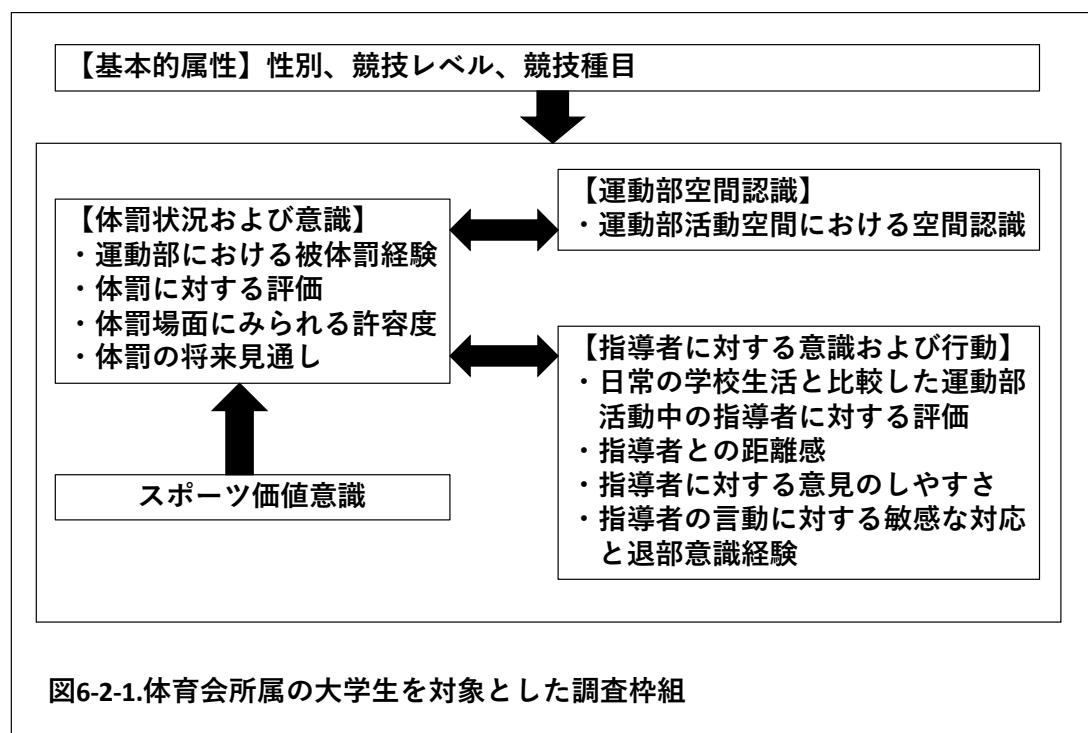 【基本的属性】性別、競技レベル、競技種目
【体罰状況および意識】
・運動部における被体罰経験
・体罰に対する評価
・体罰場面にみられる許容度
・体罰の将来見通し
【運動部空間認識】
・運動部活動空間における空間認識
【指導者に対する意識および行動】
・日常の学校生活と比較した運動部
活動中の指導者に対する評価
・指導者との距離感
・指導者に対する意見のしやすさ
・指導者の言動に対する敏感な対応
と退部意識経験
スポーツ価値意識
図6-2-1.体育会所属の大学生を対象とした調査枠組